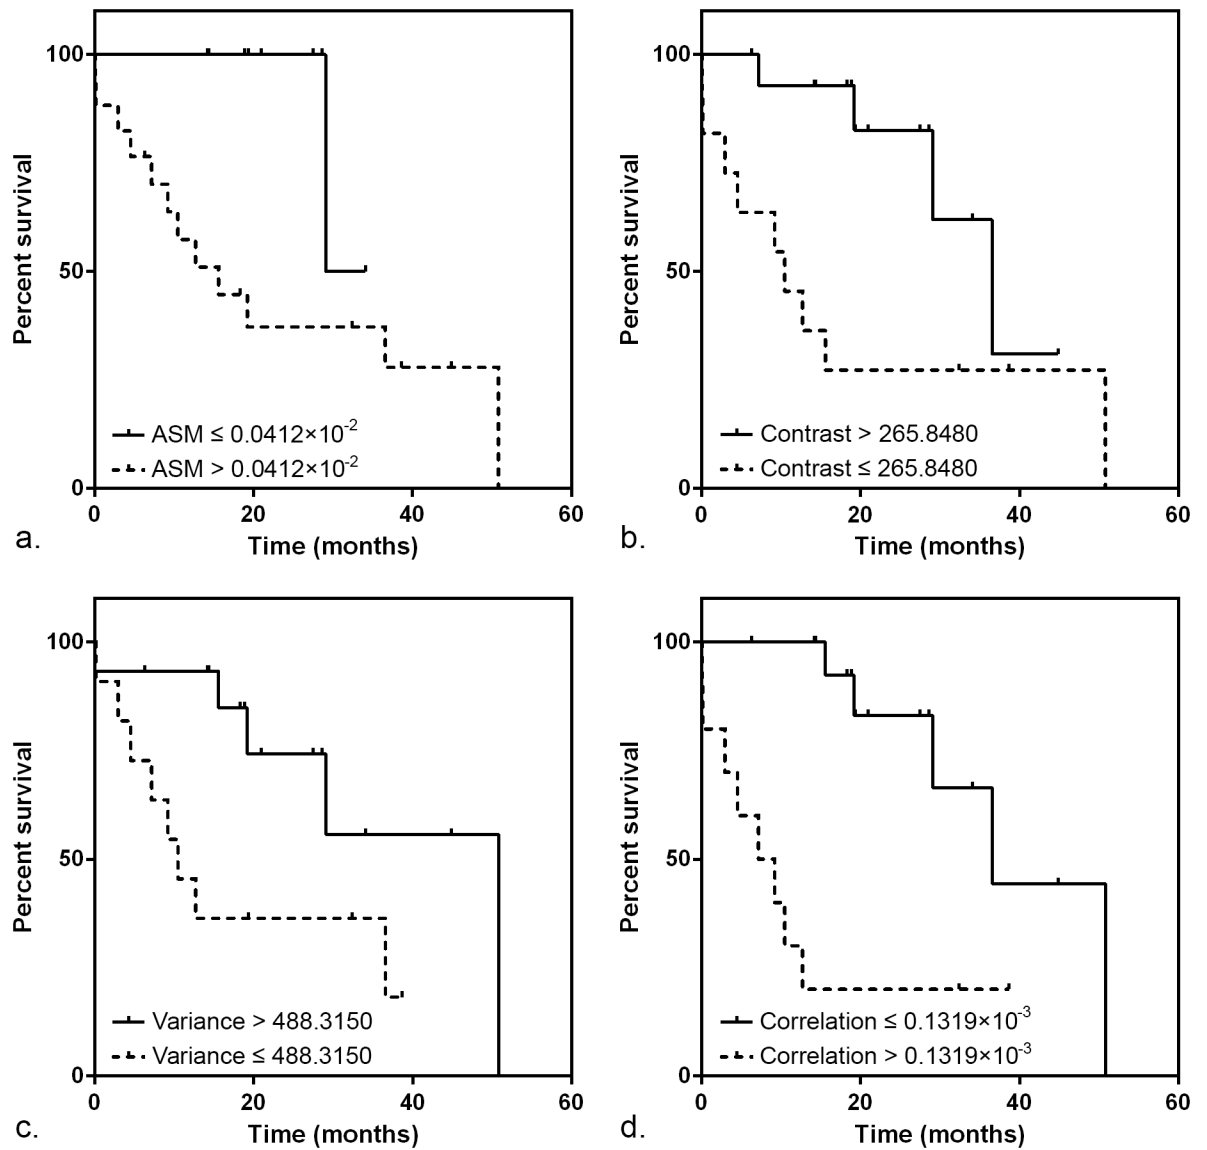 100
50
0
Percent survival
ASM ≤ 0.0412×10⁻²
ASM > 0.0412×10⁻²
0 20 40 60
Time (months)
a.
100
50
0
Percent survival
Contrast > 265.8480
Contrast ≤ 265.8480
0 20 40 60
Time (months)
b.
100
50
0
Percent survival
Variance > 488.3150
Variance ≤ 488.3150
0 20 40 60
Time (months)
c.
100
50
0
Percent survival
Correlation ≤ 0.1319×10⁻³
Correlation > 0.1319×10⁻³
0 20 40 60
Time (months)
d.